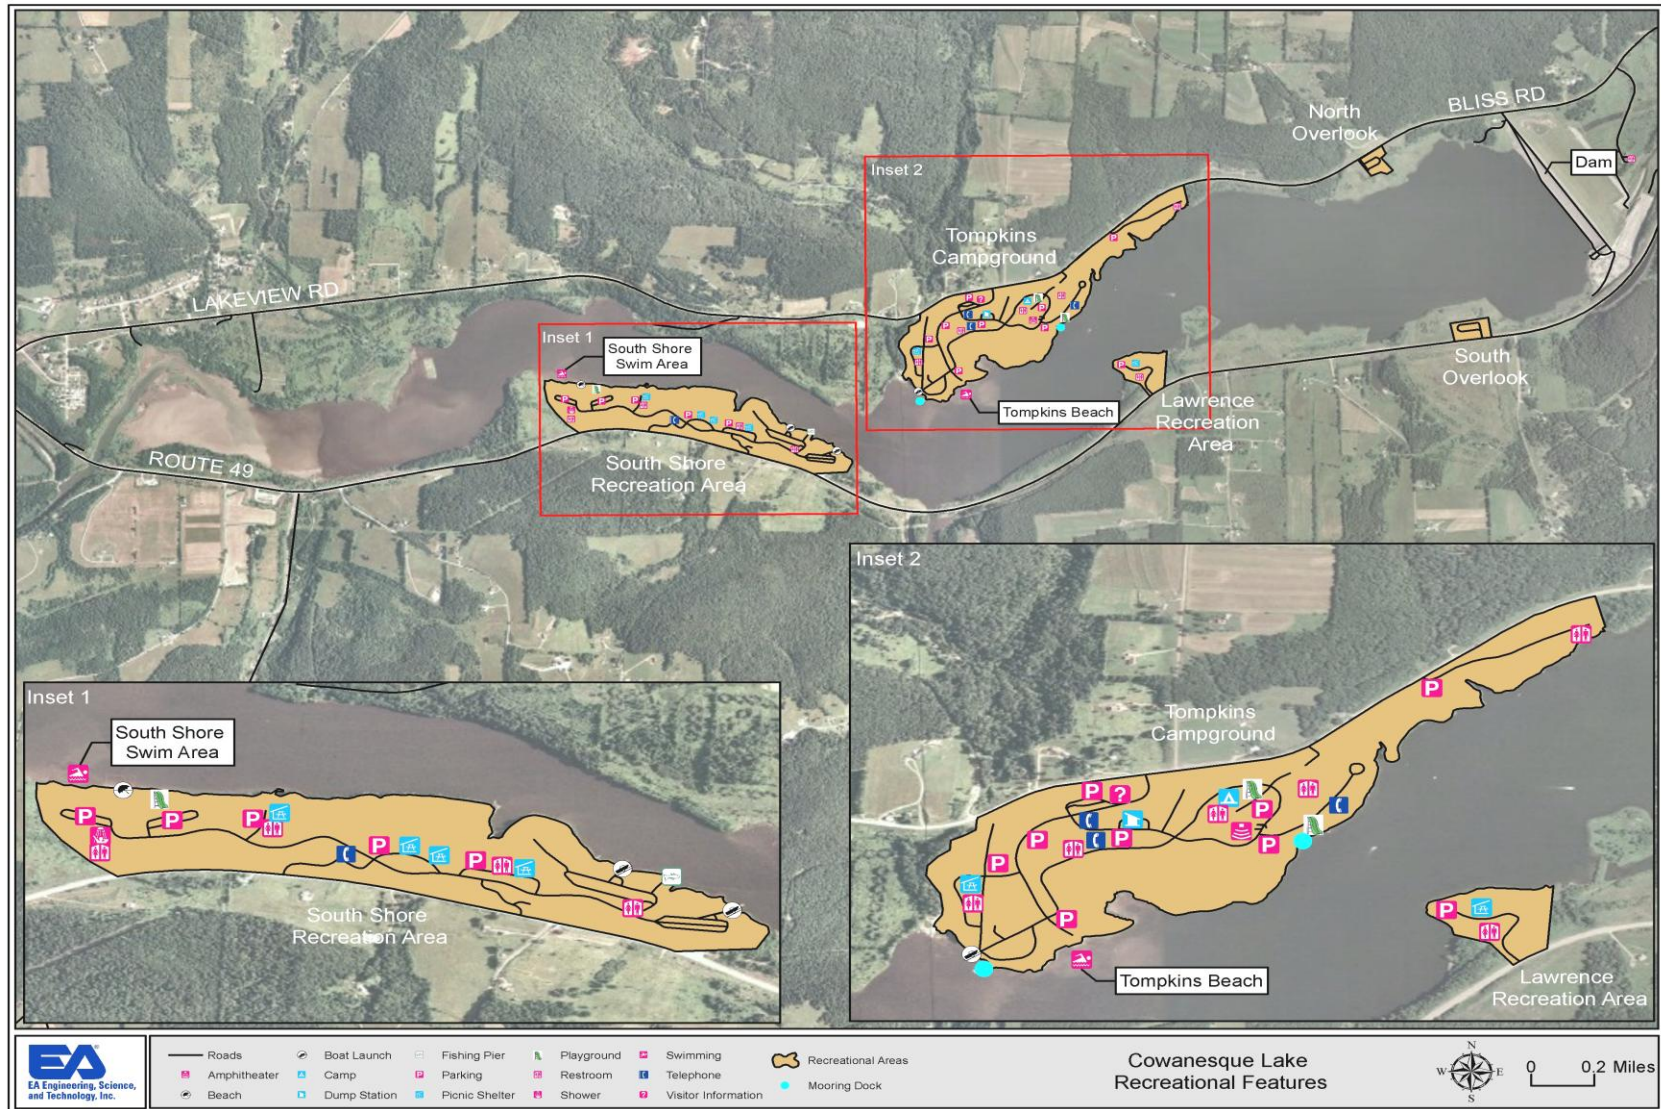 BLISS RD
North
Overlook
Dam
Inset 2
Tompkins
Campground
LAKEVIEW RD
Inset 1
South Shore
Swim Area
South
Overlook
Tompkins Beach
Lawrence
Recreation
Area
ROUTE 49
South Shore
Recreation Area
Inset 2
Tompkins
Campground
Tompkins Beach
Lawrence
Recreation Area
Inset 1
South Shore
Swim Area
South Shore
Recreation Area
P
P
P
P
P
P
P
?
P
P
P
P
P
P
P
EA®
EA Engineering, Science,
and Technology, Inc.
Roads
Amphitheater
Beach
Boat Launch
Camp
Dump Station
Fishing Pier
Parking
Picnic Shelter
Playground
Restroom
Shower
Swimming
Telephone
Visitor Information
Recreational Areas
Mooring Dock
Cowanesque Lake
Recreational Features
N
W E
S
0 0.2 Miles